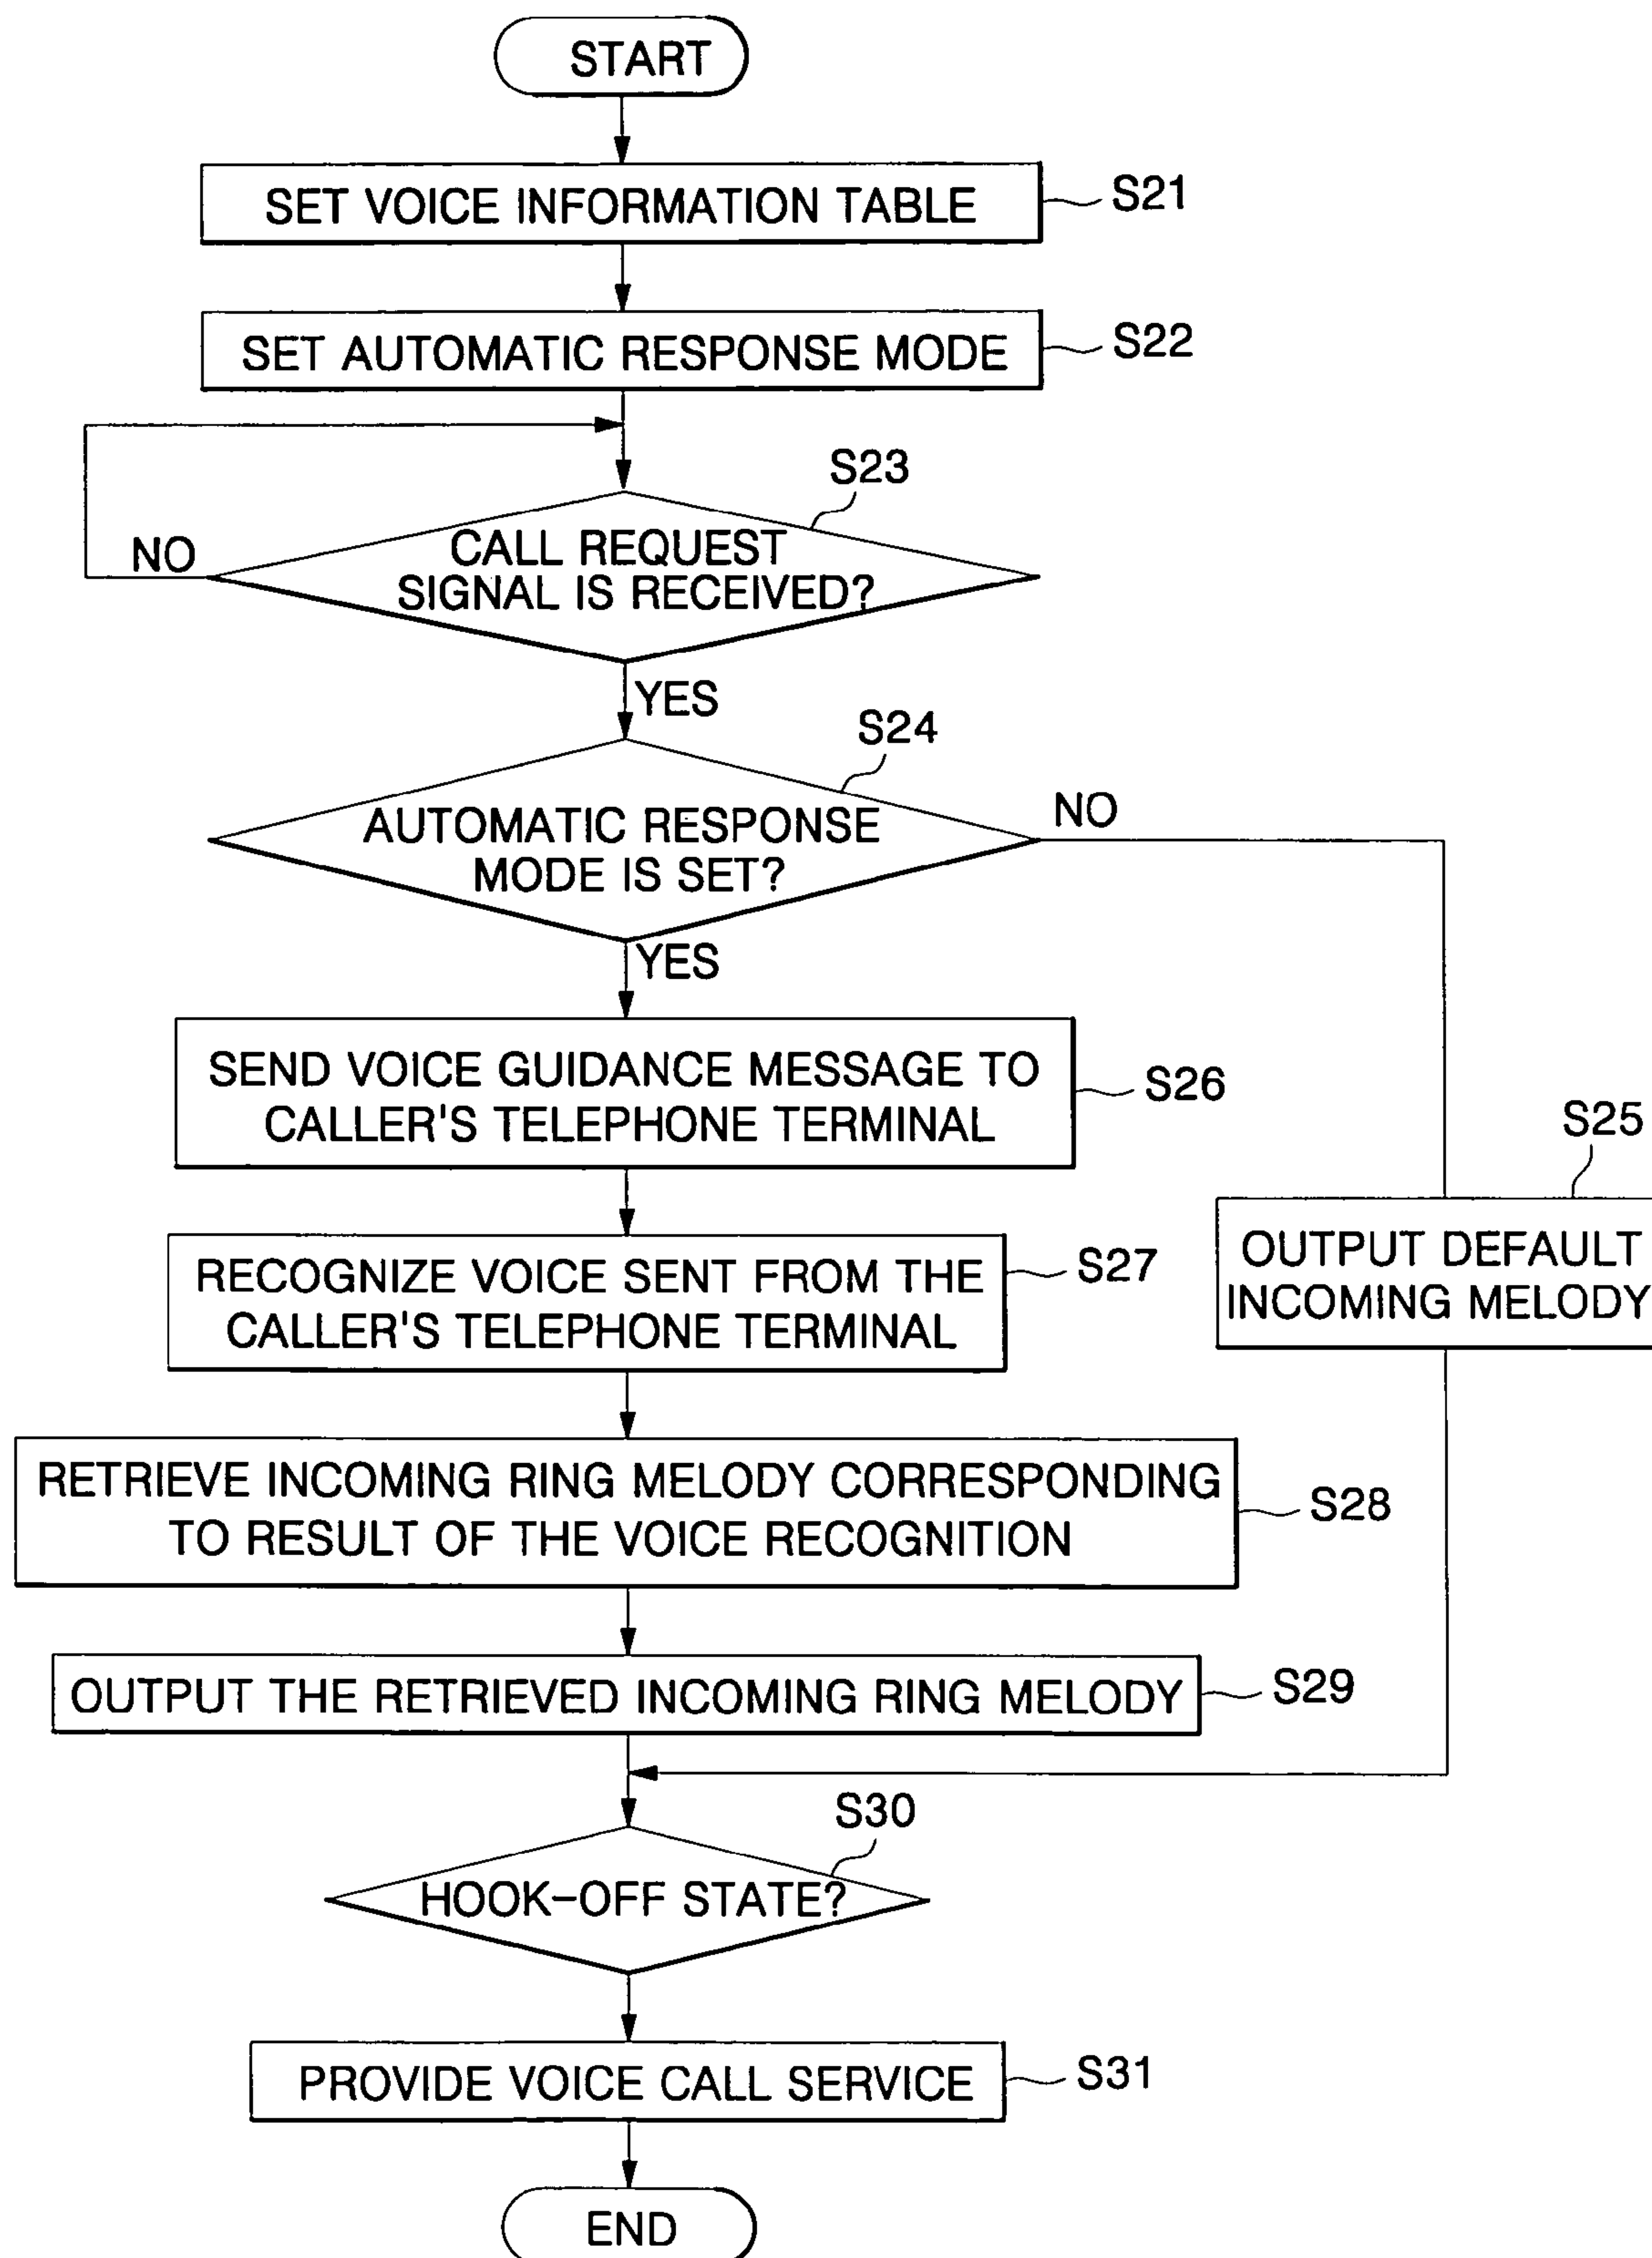 START
SET VOICE INFORMATION TABLE
S21
SET AUTOMATIC RESPONSE MODE
S22
S23
CALL REQUEST
SIGNAL IS RECEIVED?
NO
YES
S24
AUTOMATIC RESPONSE
MODE IS SET?
NO
YES
SEND VOICE GUIDANCE MESSAGE TO
CALLER'S TELEPHONE TERMINAL
S26
S25
OUTPUT DEFAULT
INCOMING MELODY
RECOGNIZE VOICE SENT FROM THE
CALLER'S TELEPHONE TERMINAL
S27
RETRIEVE INCOMING RING MELODY CORRESPONDING
TO RESULT OF THE VOICE RECOGNITION
S28
OUTPUT THE RETRIEVED INCOMING RING MELODY
S29
S30
HOOK-OFF STATE?
PROVIDE VOICE CALL SERVICE
S31
END